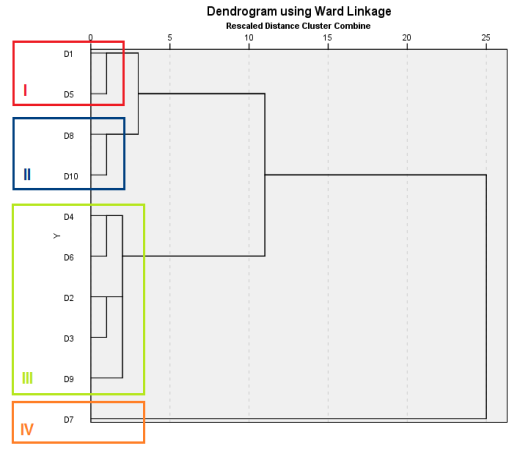 Dendrogram using Ward Linkage
Rescaled Distance Cluster Combine
0 5 10 15 20 25
D1
I
D5
D8
II
D10
D4
Y
D6
D2
D3
III
D9
D7
IV